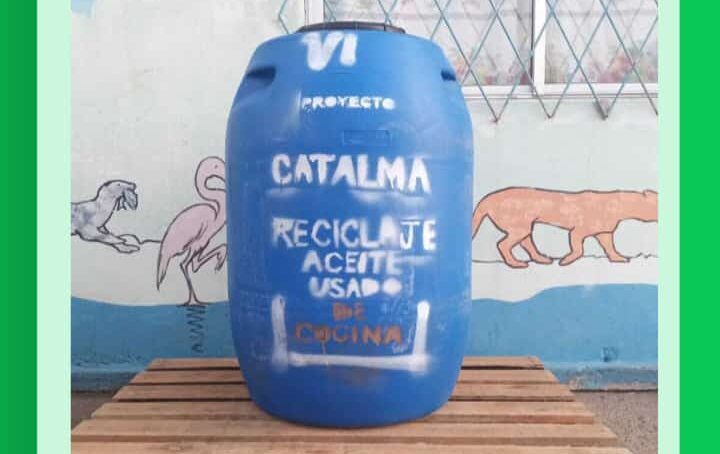 VI
PROYECTO
CATALMA
RECICLAJE
ACEITE
USADO
DE
COCINA